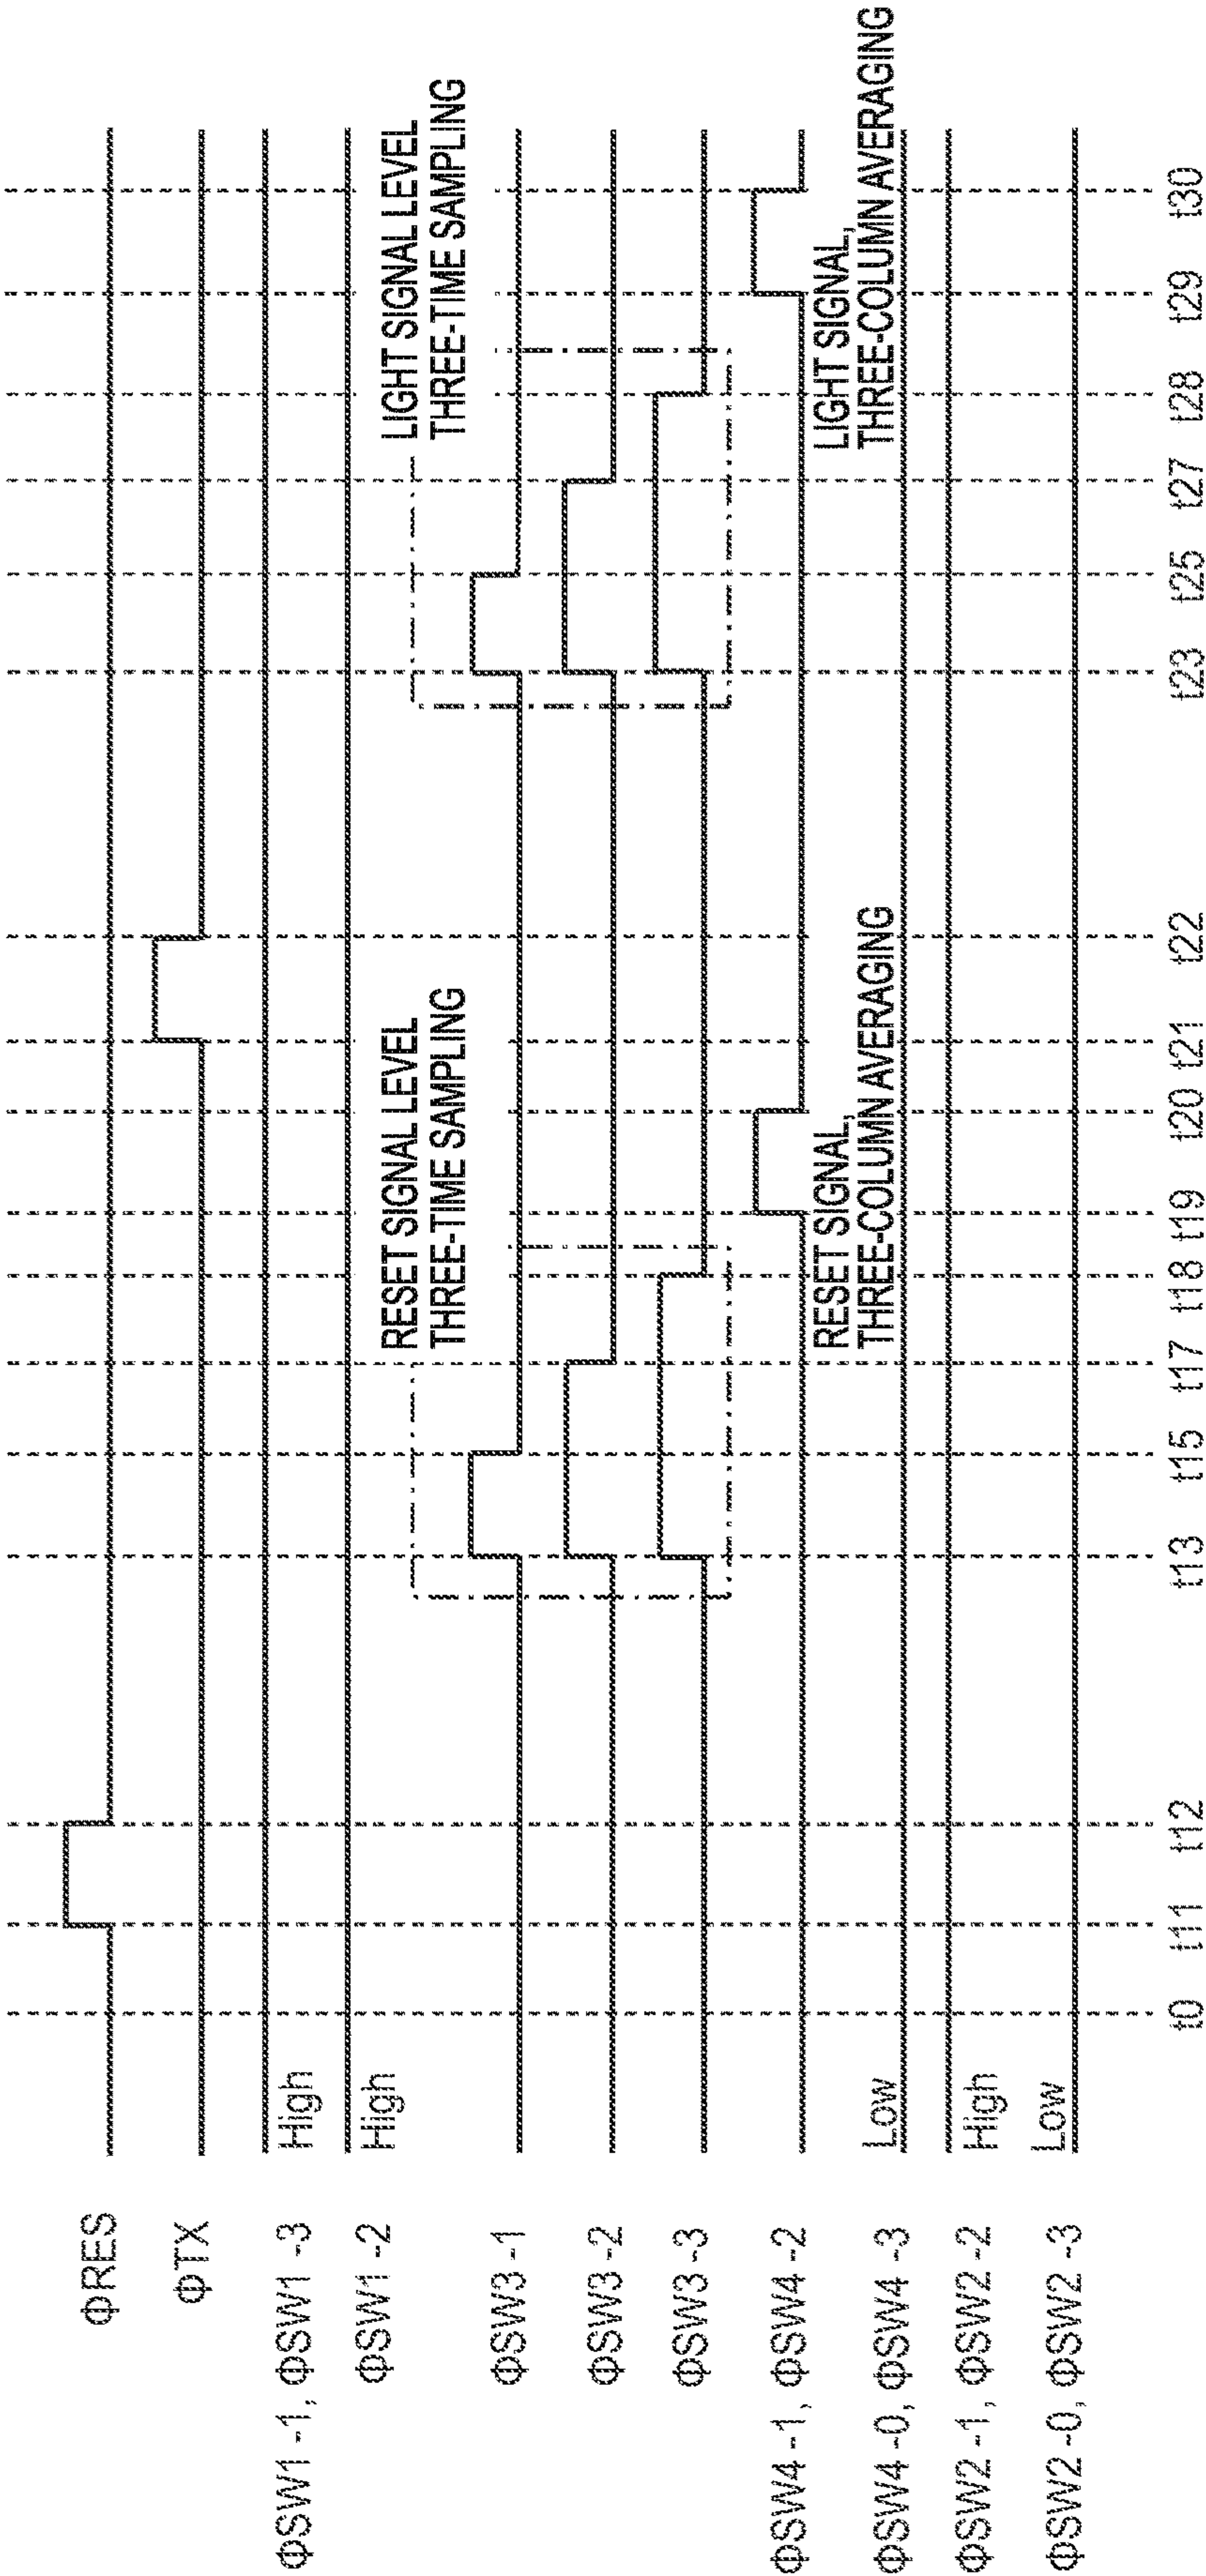 ΦRES
ΦTX
ΦSW1 -1, ΦSW1 -3
High
ΦSW1 -2
High
RESET SIGNAL LEVEL
THREE-TIME SAMPLING
LIGHT SIGNAL LEVEL
THREE-TIME SAMPLING
ΦSW3 -1
ΦSW3 -2
ΦSW3 -3
ΦSW4 -1, ΦSW4 -2
RESET SIGNAL,
THREE-COLUMN AVERAGING
LIGHT SIGNAL,
THREE-COLUMN AVERAGING
ΦSW4 -0, ΦSW4 -3
Low
ΦSW2 -1, ΦSW2 -2
High
ΦSW2 -0, ΦSW2 -3
Low
t0 t11 t12 t13 t15 t17 t18 t19 t20 t21 t22 t23 t25 t27 t28 t29 t30